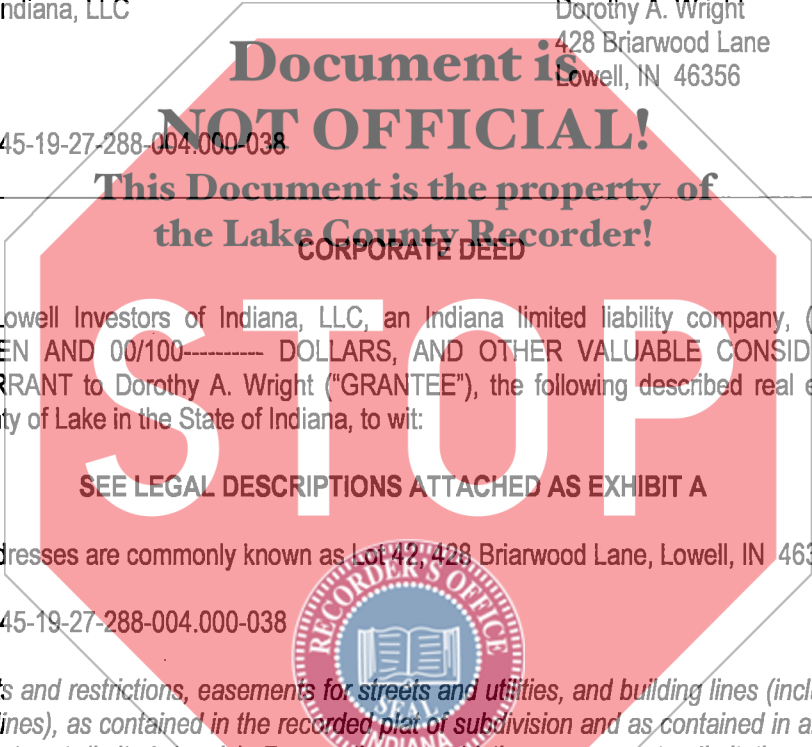 ndiana, LLC
Dorothy A. Wright
428 Briarwood Lane
Lowell, IN 46356
Document is
NOT OFFICIAL!
45-19-27-288-004.000-038
This Document is the property of
the Lake County Recorder!
CORPORATE DEED
STOP
owell Investors of Indiana, LLC, an Indiana limited liability company, (
EN AND 00/100---------- DOLLARS, AND OTHER VALUABLE CONSID
RRANT to Dorothy A. Wright ("GRANTEE"), the following described real e
ty of Lake in the State of Indiana, to wit:
SEE LEGAL DESCRIPTIONS ATTACHED AS EXHIBIT A
dresses are commonly known as Lot 42, 428 Briarwood Lane, Lowell, IN 463
45-19-27-288-004.000-038
RECORDER'S OFFICE
SEAL
INDIANA
ts and restrictions, easements for streets and utilities, and building lines (incl
lines), as contained in the recorded plat of subdivision and as contained in a